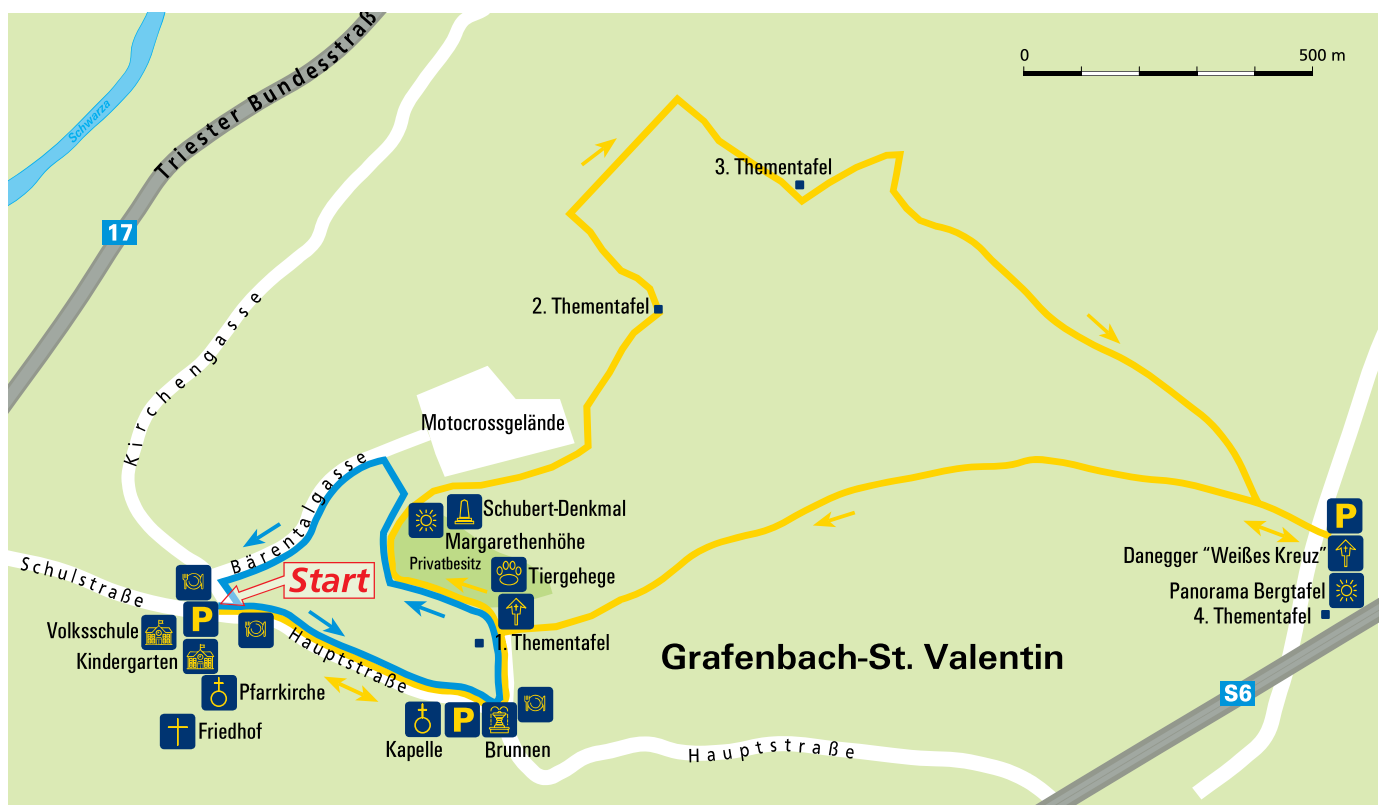 0 500 m
Schwarza
Triester Bundesstraß
17
3. Thementafel
2. Thementafel
Kirchengasse
Motocrossgelände
Bärentalgasse
Schubert-Denkmal
Margarethenhöhe
Privatbesitz
Tiergehege
P
Danegger “Weißes Kreuz”
Panorama Bergtafel
4. Thementafel
Schulstraße
Start
P
Volksschule
Kindergarten
Hauptstraße
1. Thementafel
Grafenbach-St. Valentin
Pfarrkirche
Friedhof
S6
P
Kapelle
Brunnen
Hauptstraße